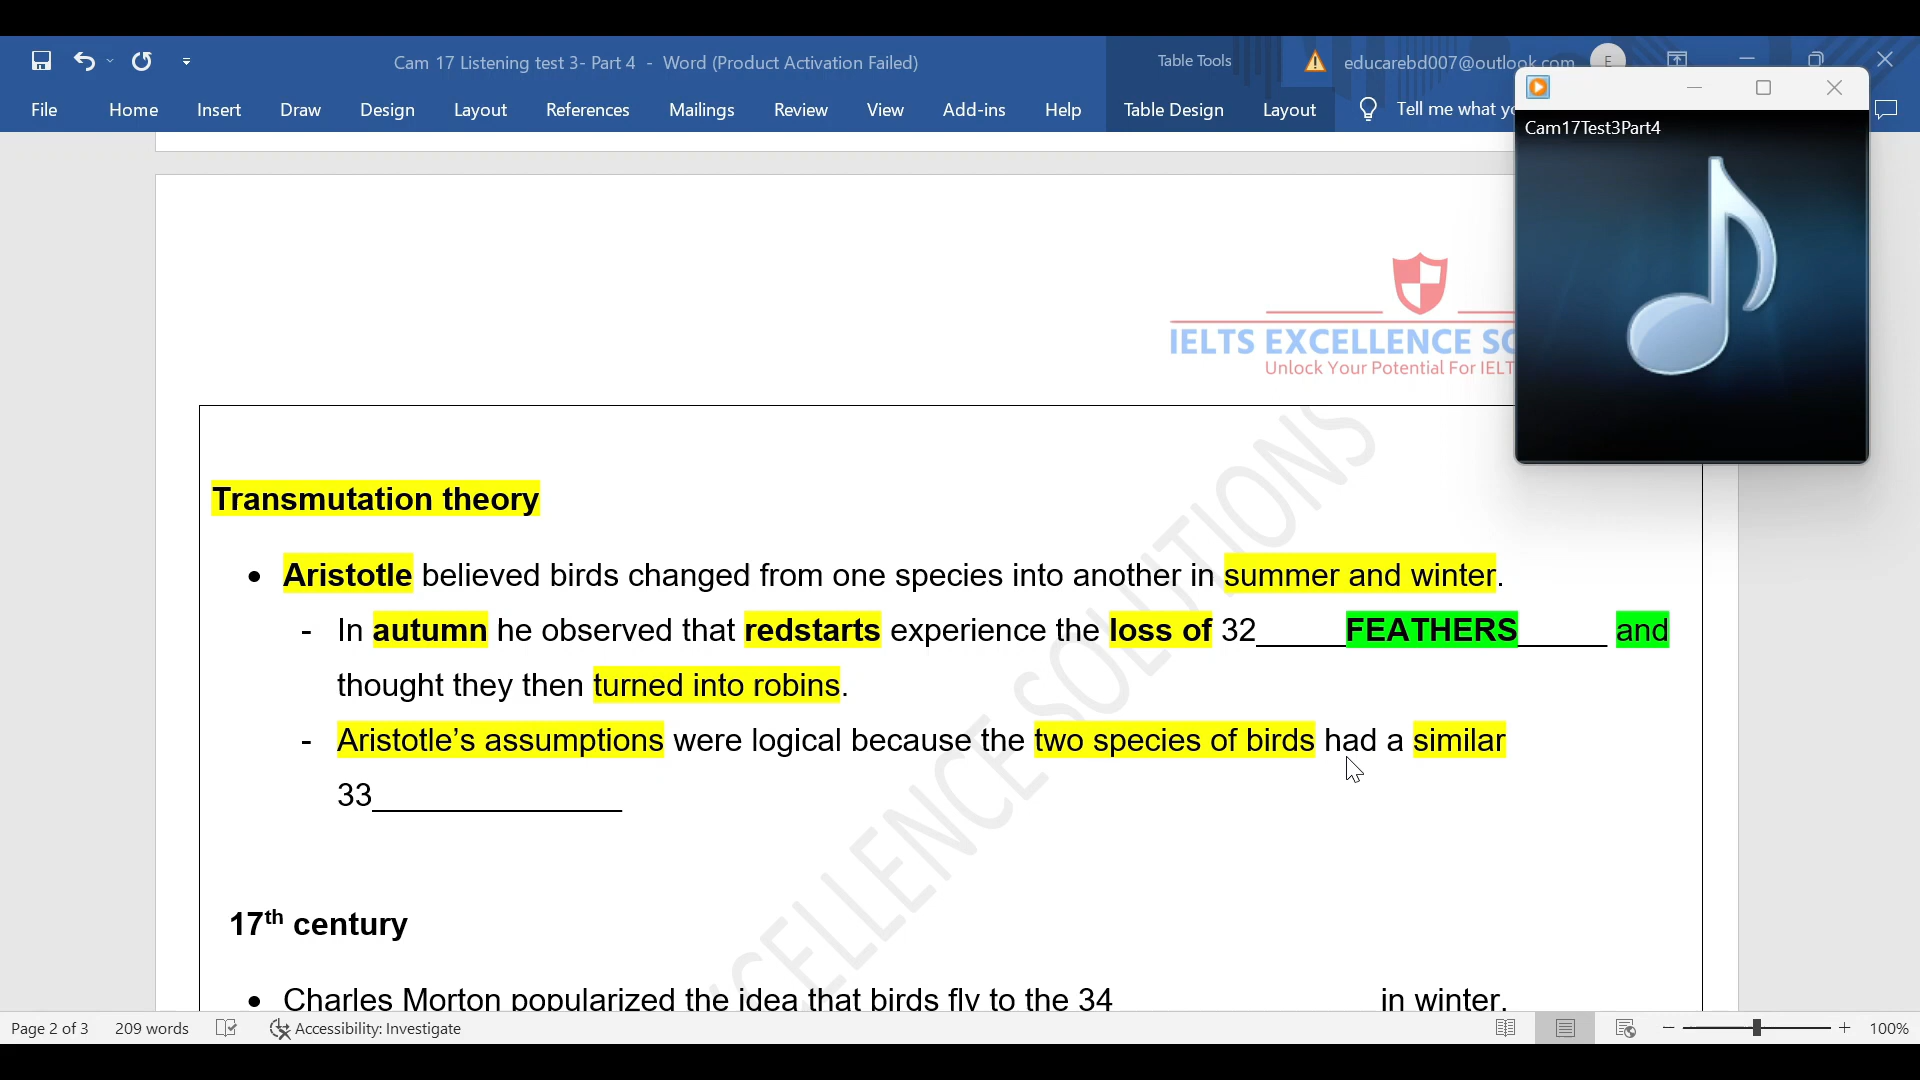 Cam 17 Listening test 3- Part 4 - Word (Product Activation Failed)
Table Tools
educarebd007@outlook.com
E
File Home Insert Draw Design Layout References Mailings Review View Add-ins Help Table Design Layout Tell me what
Cam17Test3Part4
IELTS EXCELLENCE
Unlock Your Potential For
Transmutation theory
• Aristotle believed birds changed from one species into another in summer and winter.
- In autumn he observed that redstarts experience the loss of 32_____FEATHERS_____ and
thought they then turned into robins.
- Aristotle's assumptions were logical because the two species of birds had a similar
33______________
EXCELLENCE SOLUTIONS
17th century
• Charles Morton popularized the idea that birds fly to the 34 in winter.
Page 2 of 3 209 words Accessibility: Investigate 100%